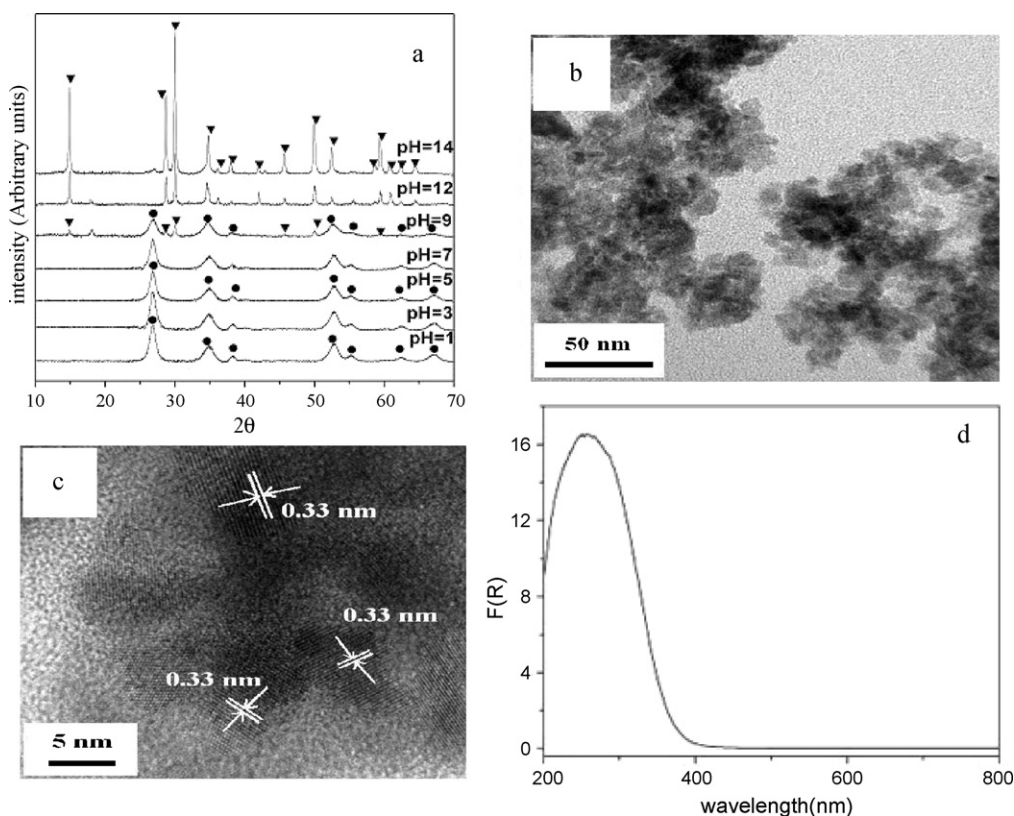 a
pH=14
pH=12
pH=9
pH=7
pH=5
pH=3
pH=1
intensity (Arbitrary units)
10 20 30 40 50 60 70
2θ
b
50 nm
c
0.33 nm
0.33 nm
0.33 nm
5 nm
d
16
12
8
4
0
F(R)
200 400 600 800
wavelength(nm)